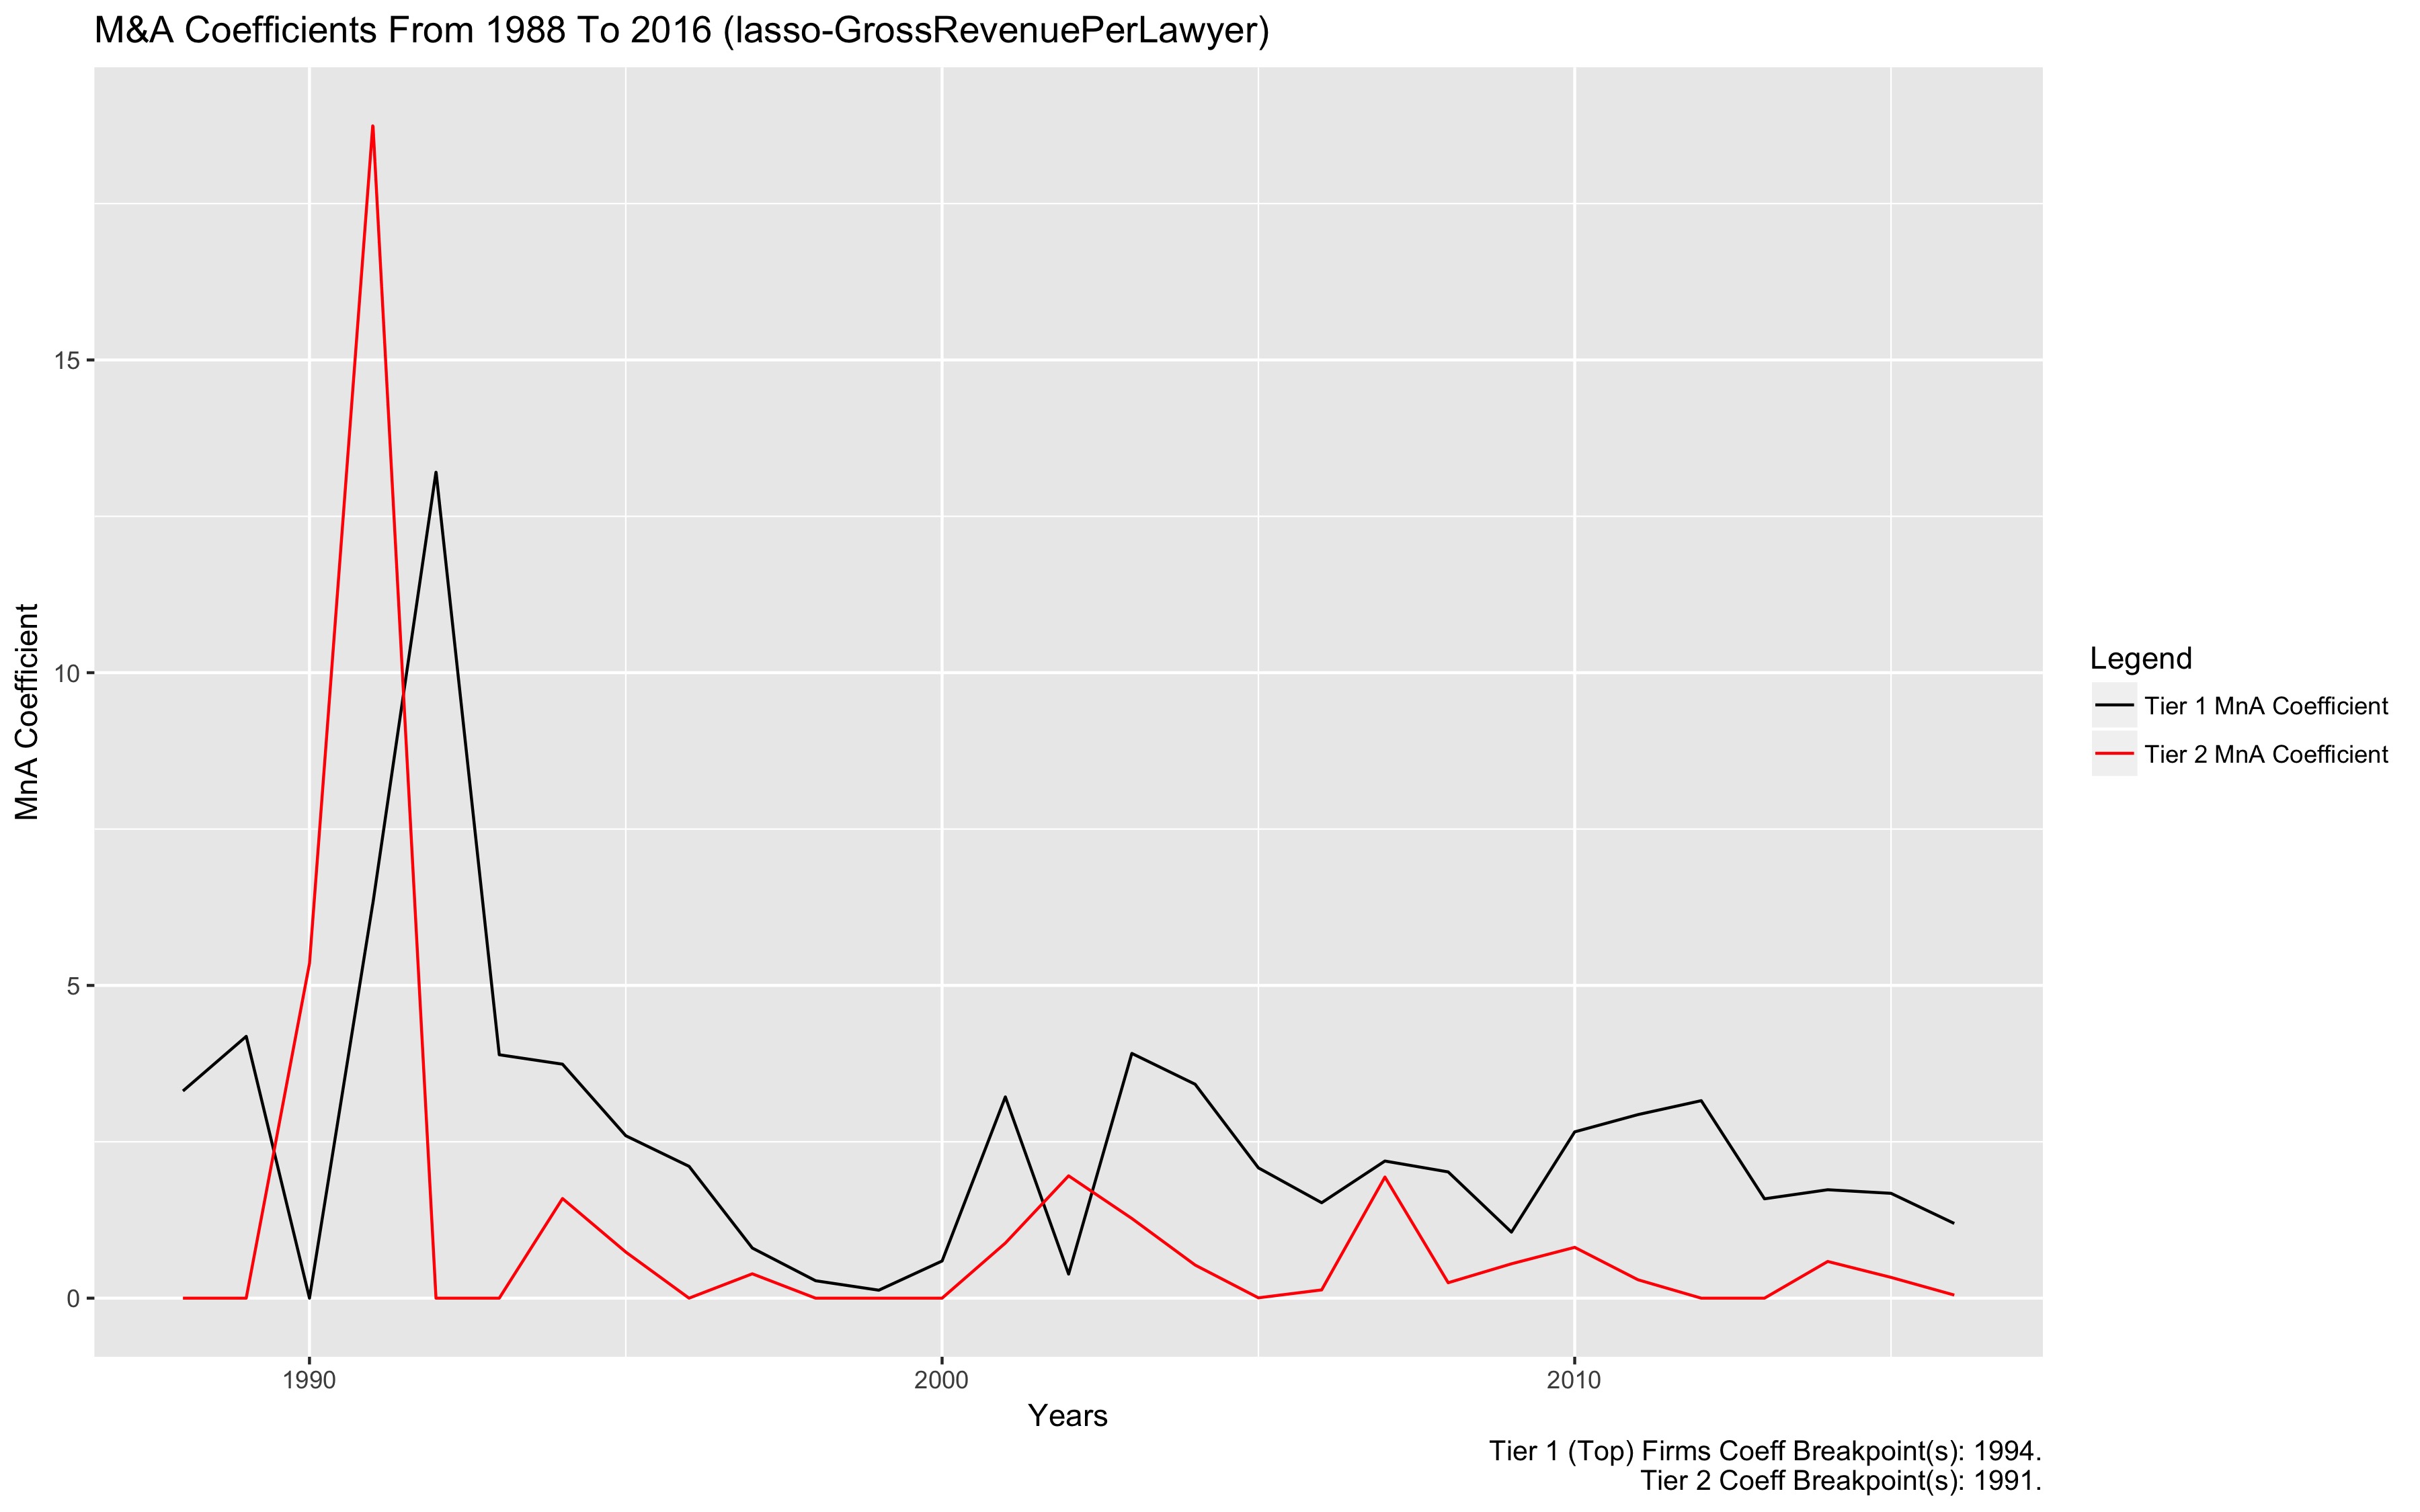 M&A Coefficients From 1988 To 2016 (lasso-GrossRevenuePerLawyer)
MnA Coefficient
15
10
5
0
1990
2000
2010
Years
Legend
Tier 1 MnA Coefficient
Tier 2 MnA Coefficient
Tier 1 (Top) Firms Coeff Breakpoint(s): 1994.
Tier 2 Coeff Breakpoint(s): 1991.